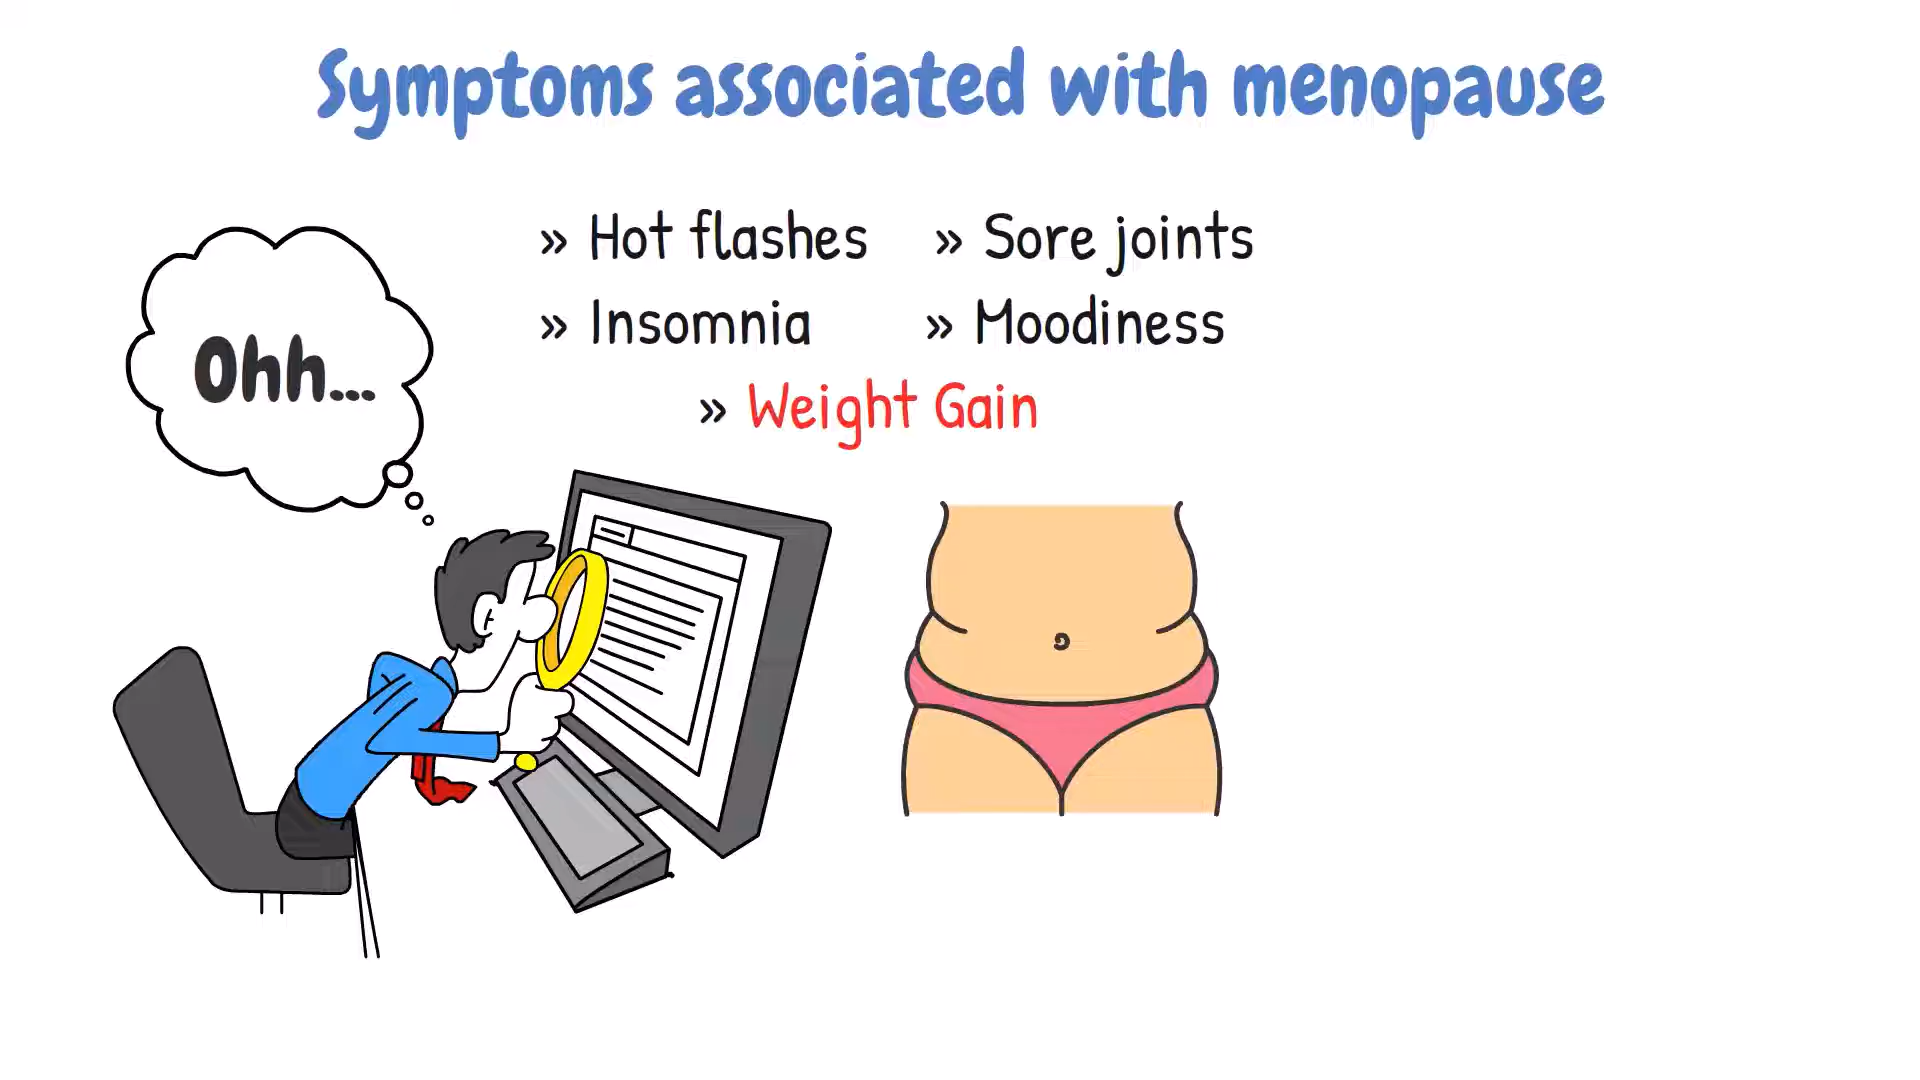 Symptoms associated with menopause
» Hot flashes » Sore joints
» Insomnia » Moodiness
» Weight Gain
Ohh...